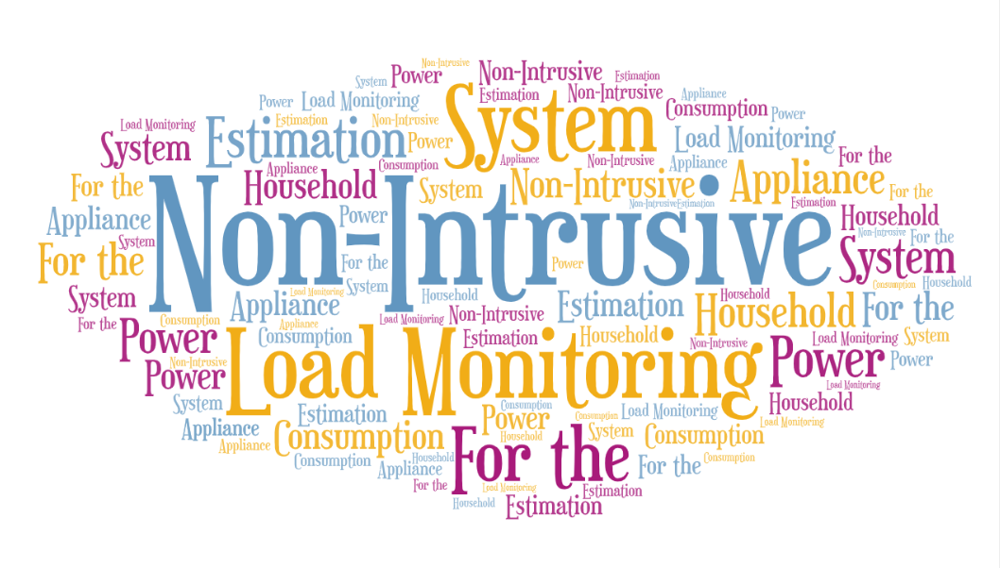 Non-Intrusive
System
Power
Non-Intrusive
Estimation
Power
Load Monitoring
Estimation
Non-Intrusive
Appliance
Consumption
Power
Load Monitoring
Estimation
Estimation
Non-Intrusive
System
Load Monitoring
System
Power
Appliance
Consumption
Appliance
Non-Intrusive
Appliance
For the
For the
Household
System
Non-Intrusive
Appliance
For the
Non-Intrusive
Non-IntrusiveEstimation
Estimation
Household
Appliance
Power
Non-Intrusive
For the
System
For the
For the
Power
System
System
Consumption
Household
System
Load Monitoring
System
Household
Appliance
Non-Intrusive
Estimation
Household
Household
For the
For the
Consumption
Appliance
Load Monitoring
Power
Consumption
Estimation
Household
Non-Intrusive
Load Monitoring
System
Load Monitoring
Power
Power
Non-Intrusive
Power
Load Monitoring
System
Estimation
Consumption
Power
Consumption
Load Monitoring
Household
Load Monitoring
Appliance
Appliance
Consumption
Household
System
Consumption
Consumption
Household
Appliance
For the
For the
Consumption
For the
Load Monitoring
Estimation
Household
Estimation